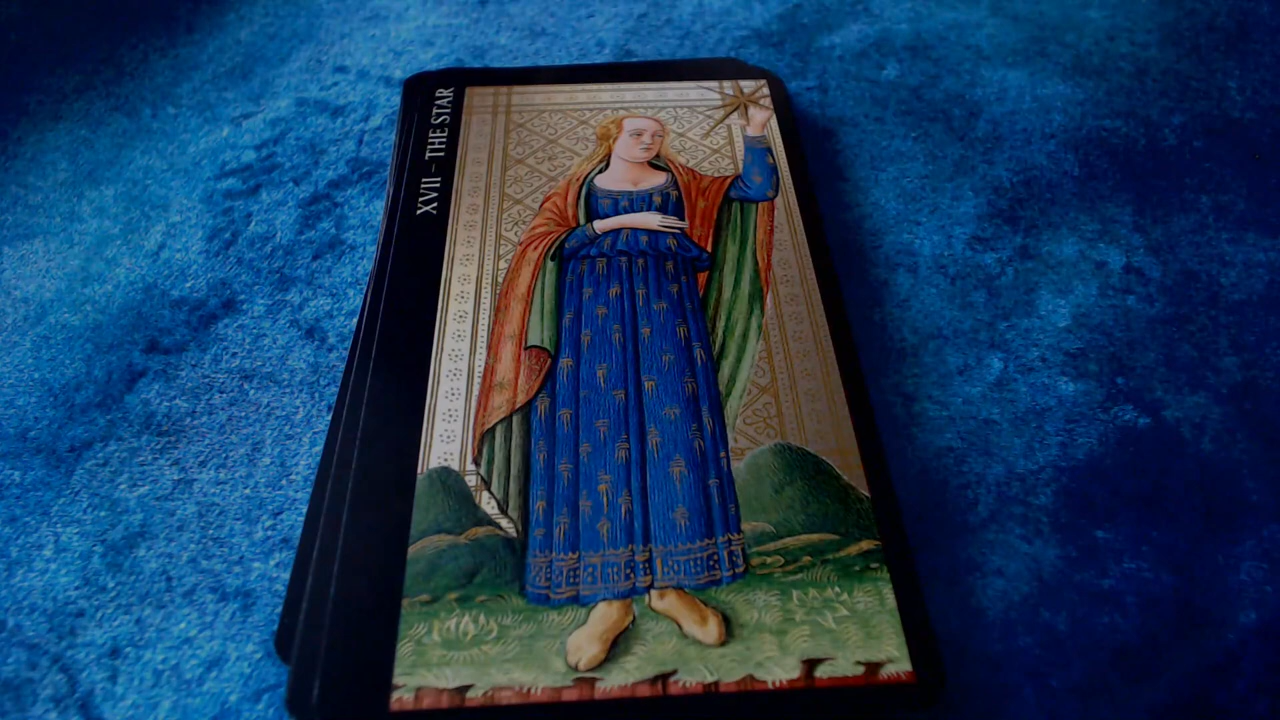 XVII – THE STAR